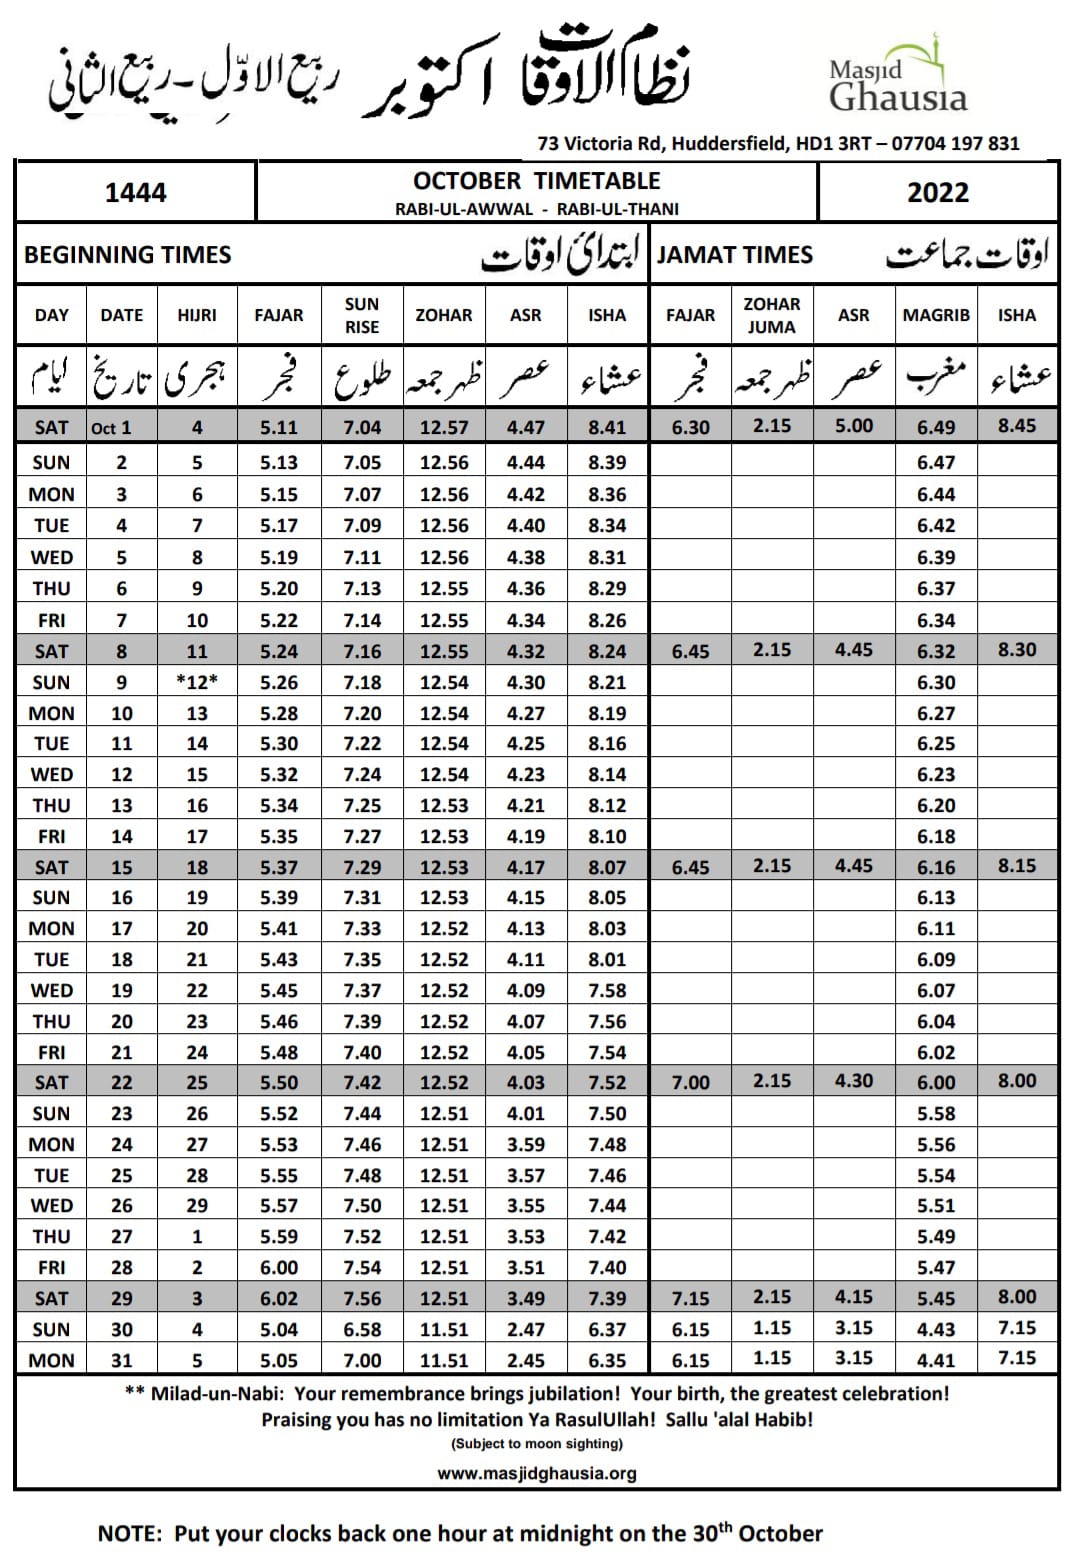 نظام الاوقات اکتوبر ربیع الاوّل - ربیع الثانی
Masjid
Ghausia
73 Victoria Rd, Huddersfield, HD1 3RT – 07704 197 831
1444 OCTOBER TIMETABLE 2022
RABI-UL-AWWAL - RABI-UL-THANI
BEGINNING TIMES ابتدائ اوقات JAMAT TIMES اوقات جماعت
DAY DATE HIJRI FAJAR SUN RISE ZOHAR ASR ISHA FAJAR ZOHAR JUMA ASR MAGRIB ISHA
ایام تاریخ ہجری فجر طلوع ظہر جمعہ عصر عشاء فجر ظہر جمعہ عصر مغرب عشاء
SAT Oct 1 4 5.11 7.04 12.57 4.47 8.41 6.30 2.15 5.00 6.49 8.45
SUN 2 5 5.13 7.05 12.56 4.44 8.39 6.47
MON 3 6 5.15 7.07 12.56 4.42 8.36 6.44
TUE 4 7 5.17 7.09 12.56 4.40 8.34 6.42
WED 5 8 5.19 7.11 12.56 4.38 8.31 6.39
THU 6 9 5.20 7.13 12.55 4.36 8.29 6.37
FRI 7 10 5.22 7.14 12.55 4.34 8.26 6.34
SAT 8 11 5.24 7.16 12.55 4.32 8.24 6.45 2.15 4.45 6.32 8.30
SUN 9 *12* 5.26 7.18 12.54 4.30 8.21 6.30
MON 10 13 5.28 7.20 12.54 4.27 8.19 6.27
TUE 11 14 5.30 7.22 12.54 4.25 8.16 6.25
WED 12 15 5.32 7.24 12.54 4.23 8.14 6.23
THU 13 16 5.34 7.25 12.53 4.21 8.12 6.20
FRI 14 17 5.35 7.27 12.53 4.19 8.10 6.18
SAT 15 18 5.37 7.29 12.53 4.17 8.07 6.45 2.15 4.45 6.16 8.15
SUN 16 19 5.39 7.31 12.53 4.15 8.05 6.13
MON 17 20 5.41 7.33 12.52 4.13 8.03 6.11
TUE 18 21 5.43 7.35 12.52 4.11 8.01 6.09
WED 19 22 5.45 7.37 12.52 4.09 7.58 6.07
THU 20 23 5.46 7.39 12.52 4.07 7.56 6.04
FRI 21 24 5.48 7.40 12.52 4.05 7.54 6.02
SAT 22 25 5.50 7.42 12.52 4.03 7.52 7.00 2.15 4.30 6.00 8.00
SUN 23 26 5.52 7.44 12.51 4.01 7.50 5.58
MON 24 27 5.53 7.46 12.51 3.59 7.48 5.56
TUE 25 28 5.55 7.48 12.51 3.57 7.46 5.54
WED 26 29 5.57 7.50 12.51 3.55 7.44 5.51
THU 27 1 5.59 7.52 12.51 3.53 7.42 5.49
FRI 28 2 6.00 7.54 12.51 3.51 7.40 5.47
SAT 29 3 6.02 7.56 12.51 3.49 7.39 7.15 2.15 4.15 5.45 8.00
SUN 30 4 5.04 6.58 11.51 2.47 6.37 6.15 1.15 3.15 4.43 7.15
MON 31 5 5.05 7.00 11.51 2.45 6.35 6.15 1.15 3.15 4.41 7.15
** Milad-un-Nabi: Your remembrance brings jubilation! Your birth, the greatest celebration!
Praising you has no limitation Ya RasulUllah! Sallu 'alal Habib!
(Subject to moon sighting)
www.masjidghausia.org
NOTE: Put your clocks back one hour at midnight on the 30th October